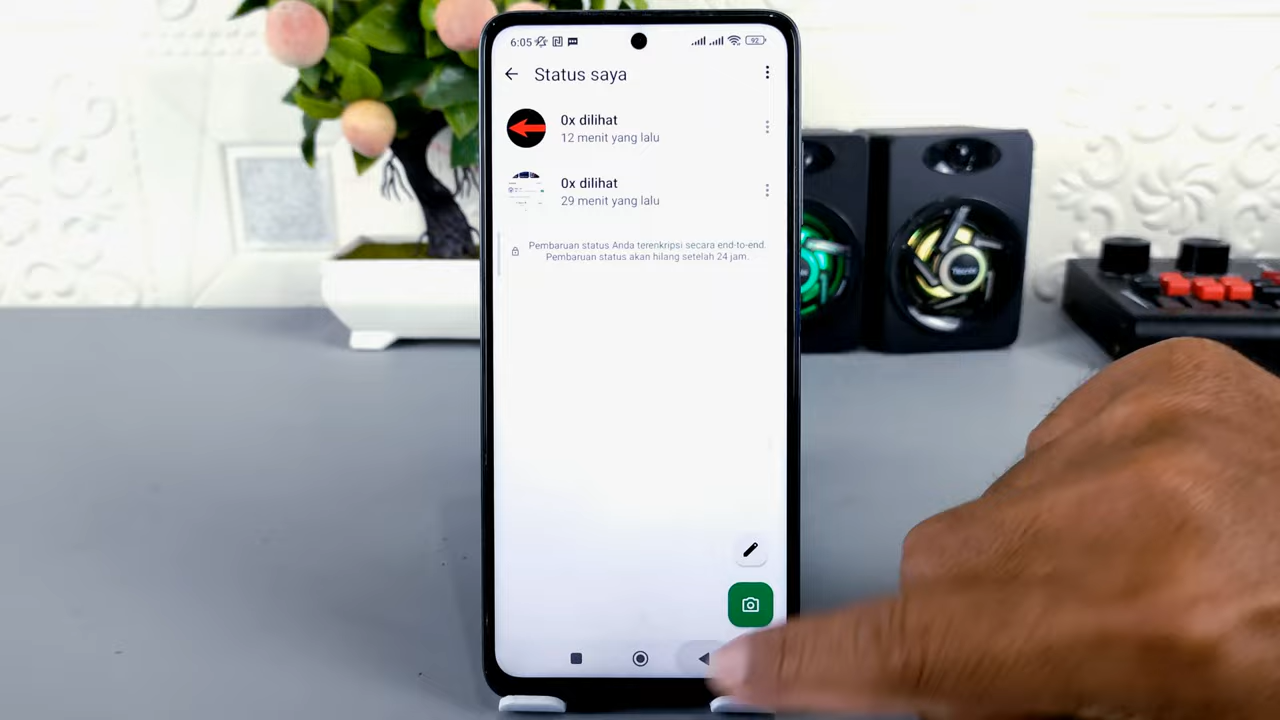 6:05
92
Status saya
0x dilihat
12 menit yang lalu
0x dilihat
29 menit yang lalu
Pembaruan status Anda terenkripsi secara end-to-end.
Pembaruan status akan hilang setelah 24 jam.